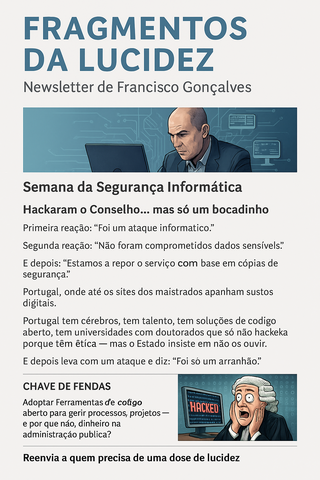 FRAGMENTOS
DA LUCIDEZ
Newsletter de Francisco Gonçalves
Semana da Segurança Informática
Hackaram o Conselho... mas só um bocadinho
Primeira reação: “Foi um ataque informatico.”
Segunda reação: “Não foram comprometidos dados sensívels.”
E depois: “Estamos a repor o serviço com base em cópias de
segurança.”
Portugal, onde até os sites dos maistrados apanham sustos
digitais.
Portugal tem cérebros, tem talento, tem soluções de codigo
aberto, tem universidades com doutorados que só não hackeka
porque têm êtica — mas o Estado insiste em não os ouvir.
E depois leva com um ataque e diz: “Foi sò um arranhão.”
CHAVE DE FENDAS
Adoptar Ferramentas de codigo
aberto para gerir processos, projetos —
e por que não, dinheiro na
administração publica?
HACKED
Reenvia a quem precisa de uma dose de lucidez